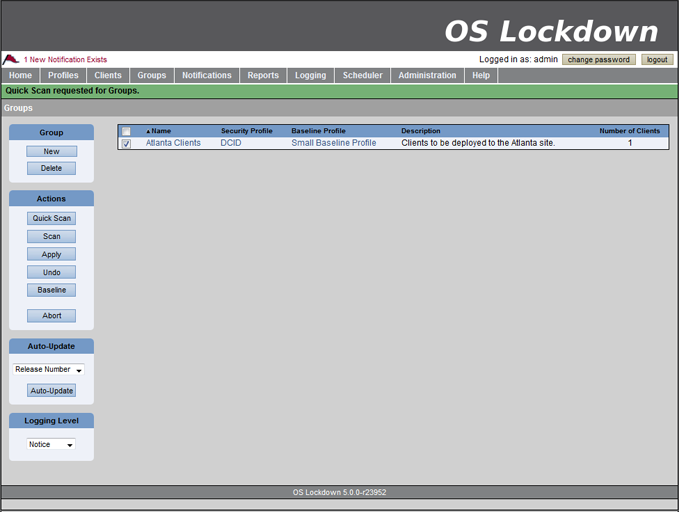 OS Lockdown
1 New Notification Exists
Logged in as: admin change password logout
Home Profiles Clients Groups Notifications Reports Logging Scheduler Administration Help
Quick Scan requested for Groups.
Groups
Group
New
Delete
Actions
Quick Scan
Scan
Apply
Undo
Baseline
Abort
Auto-Update
Release Number
Auto-Update
Logging Level
Notice
Name Security Profile Baseline Profile Description Number of Clients
Atlanta Clients DCID Small Baseline Profile Clients to be deployed to the Atlanta site. 1
OS Lockdown 5.0.0-r23952